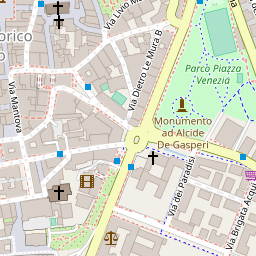 Via Livio M
orico
o
Via Mantova
Via Dietro Le Mura B
Parco Piazza
Venezia
Monumento
ad Alcide
De Gasperi
0
Via dei Paradisi
Via Brigata Acqui